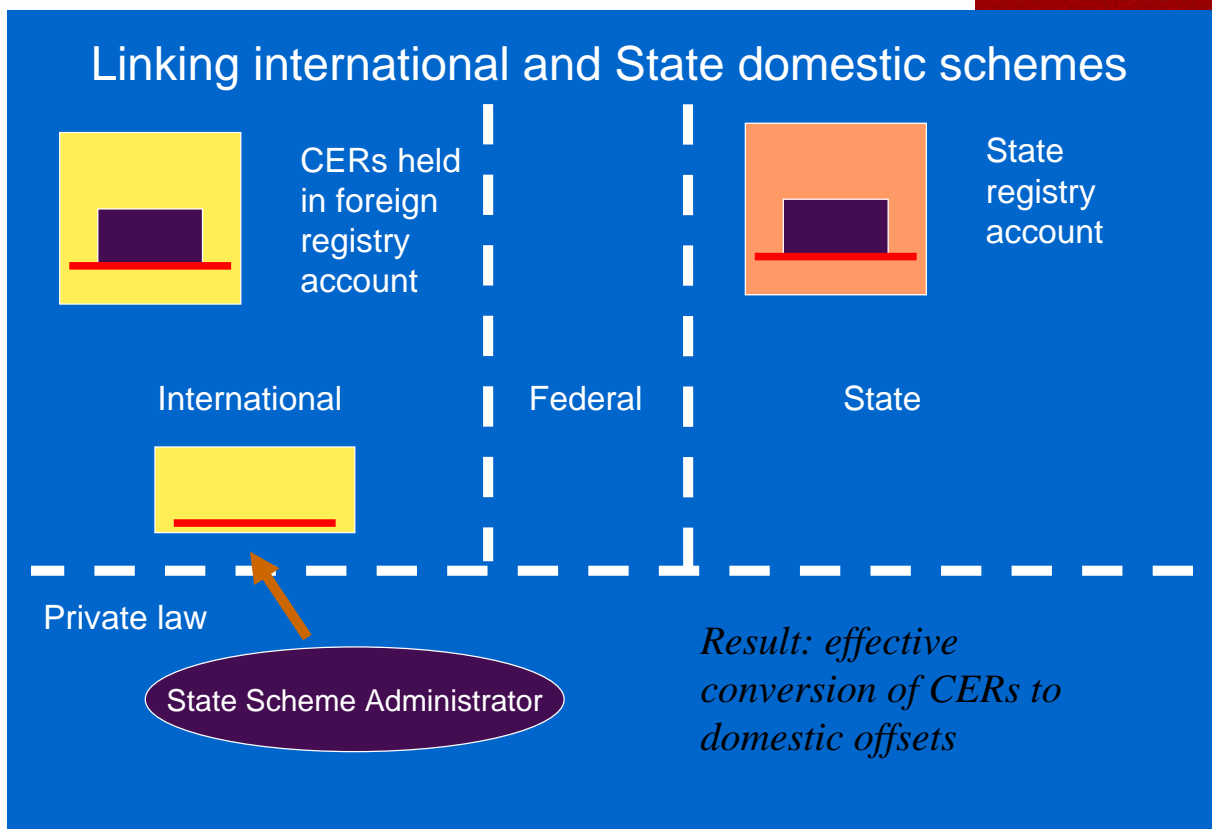 Linking international and State domestic schemes
CERs held
in foreign
registry
account
State
registry
account
International
Federal
State
Private law
State Scheme Administrator
Result: effective
conversion of CERs to
domestic offsets